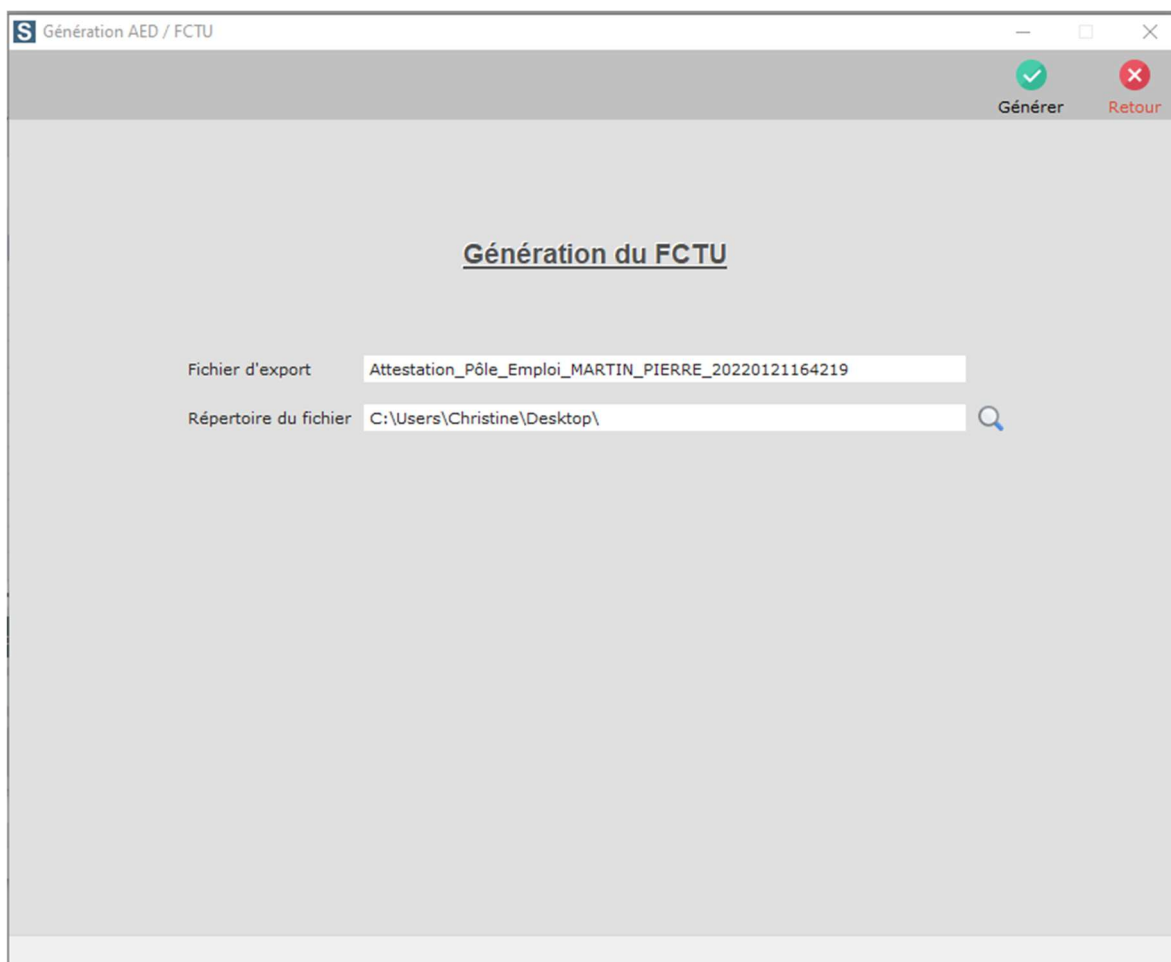 S Génération AED / FCTU
Générer Retour
Génération du FCTU
Fichier d'export Attestation_Pôle_Emploi_MARTIN_PIERRE_20220121164219
Répertoire du fichier C:\Users\Christine\Desktop\